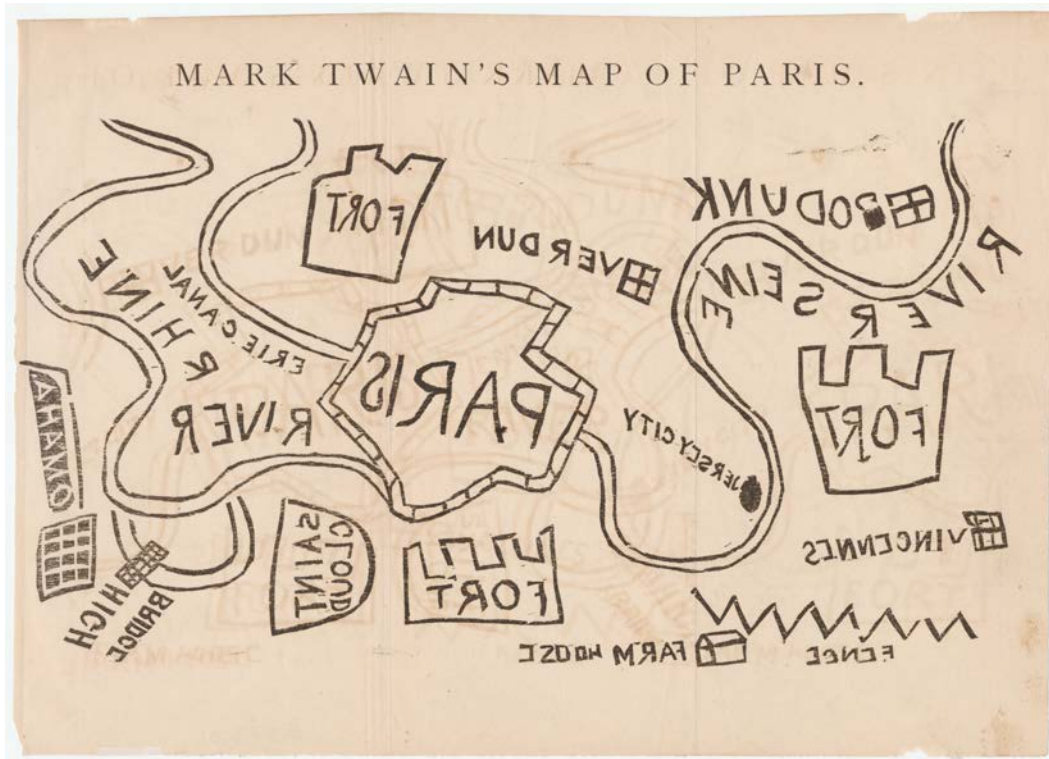 MARK TWAIN'S MAP OF PARIS.
PODUNK
FORT
VERDUN
RIVER SEINE
ERIE CANAL
RIVER RHINE
PARIS
FORT
JERSEY CITY
OMAHA
VINCENNES
SAINT
CLOUD
FORT
HIGH
BRIDGE
FARM HOUSE
FENCE